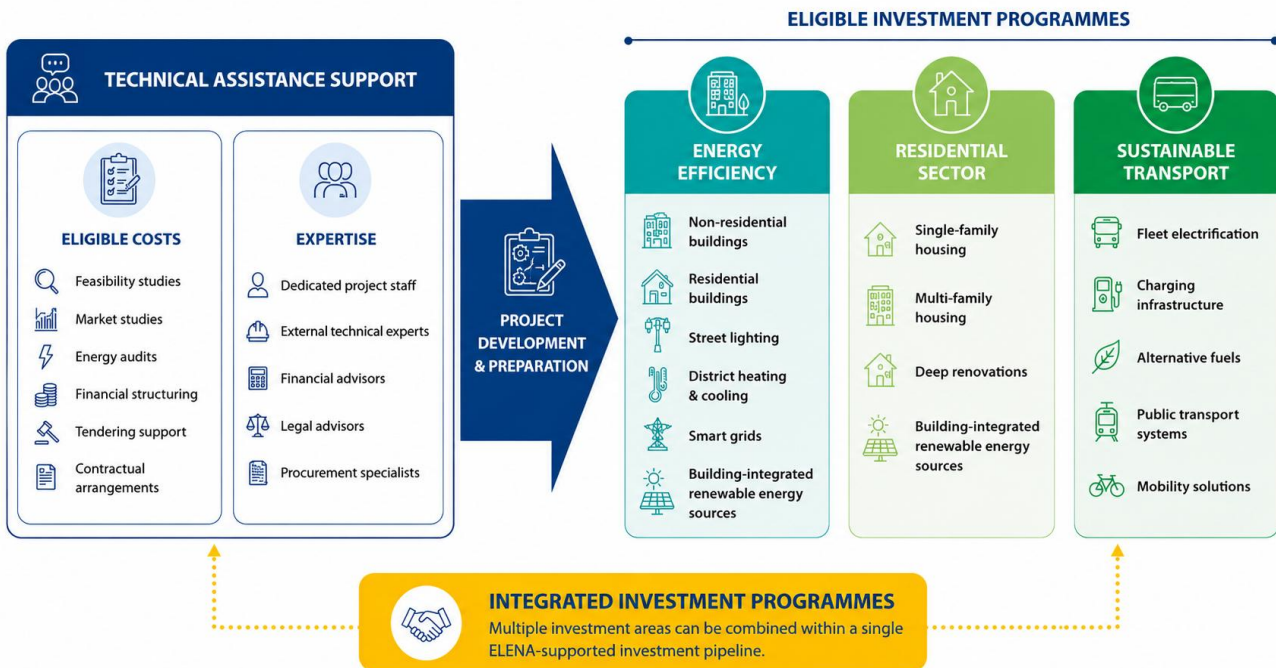 ELIGIBLE INVESTMENT PROGRAMMES
TECHNICAL ASSISTANCE SUPPORT
ELIGIBLE COSTS
Feasibility studies
Market studies
Energy audits
Financial structuring
Tendering support
Contractual
arrangements
EXPERTISE
Dedicated project staff
External technical experts
Financial advisors
Legal advisors
Procurement specialists
PROJECT
DEVELOPMENT
& PREPARATION
ENERGY
EFFICIENCY
Non-residential
buildings
Residential
buildings
Street lighting
District heating
& cooling
Smart grids
Building-integrated
renewable energy
sources
RESIDENTIAL
SECTOR
Single-family
housing
Multi-family
housing
Deep renovations
Building-integrated
renewable energy
sources
SUSTAINABLE
TRANSPORT
Fleet electrification
Charging
infrastructure
Alternative fuels
Public transport
systems
Mobility solutions
INTEGRATED INVESTMENT PROGRAMMES
Multiple investment areas can be combined within a single
ELENA-supported investment pipeline.